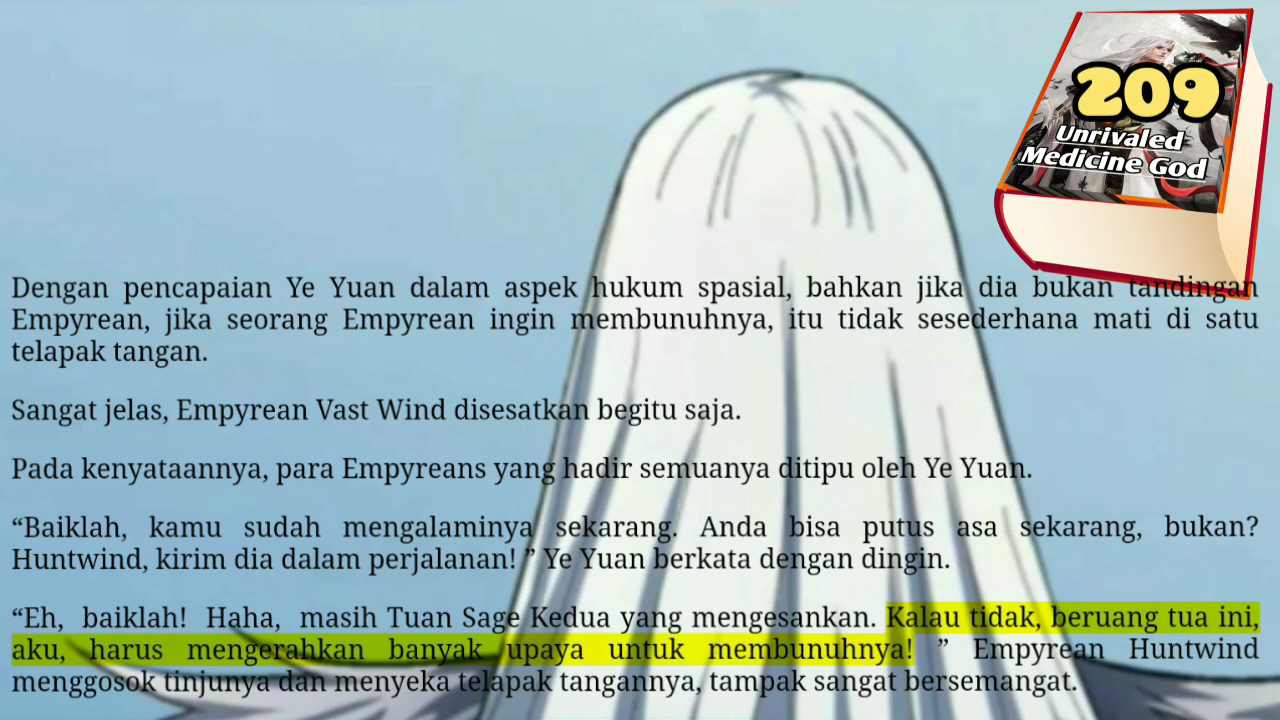 209
Unrivaled
Medicine God
Dengan pencapaian Ye Yuan dalam aspek hukum spasial, bahkan jika dia bukan tandingan
Empyrean, jika seorang Empyrean ingin membunuhnya, itu tidak sesederhana mati di satu
telapak tangan.
Sangat jelas, Empyrean Vast Wind disesatkan begitu saja.
Pada kenyataannya, para Empyreans yang hadir semuanya ditipu oleh Ye Yuan.
“Baiklah, kamu sudah mengalaminya sekarang. Anda bisa putus asa sekarang, bukan?
Huntwind, kirim dia dalam perjalanan! ” Ye Yuan berkata dengan dingin.
“Eh, baiklah! Haha, masih Tuan Sage Kedua yang mengesankan. Kalau tidak, beruang tua ini,
aku, harus mengerahkan banyak upaya untuk membunuhnya! ” Empyrean Huntwind
menggosok tinjunya dan menyeka telapak tangannya, tampak sangat bersemangat.